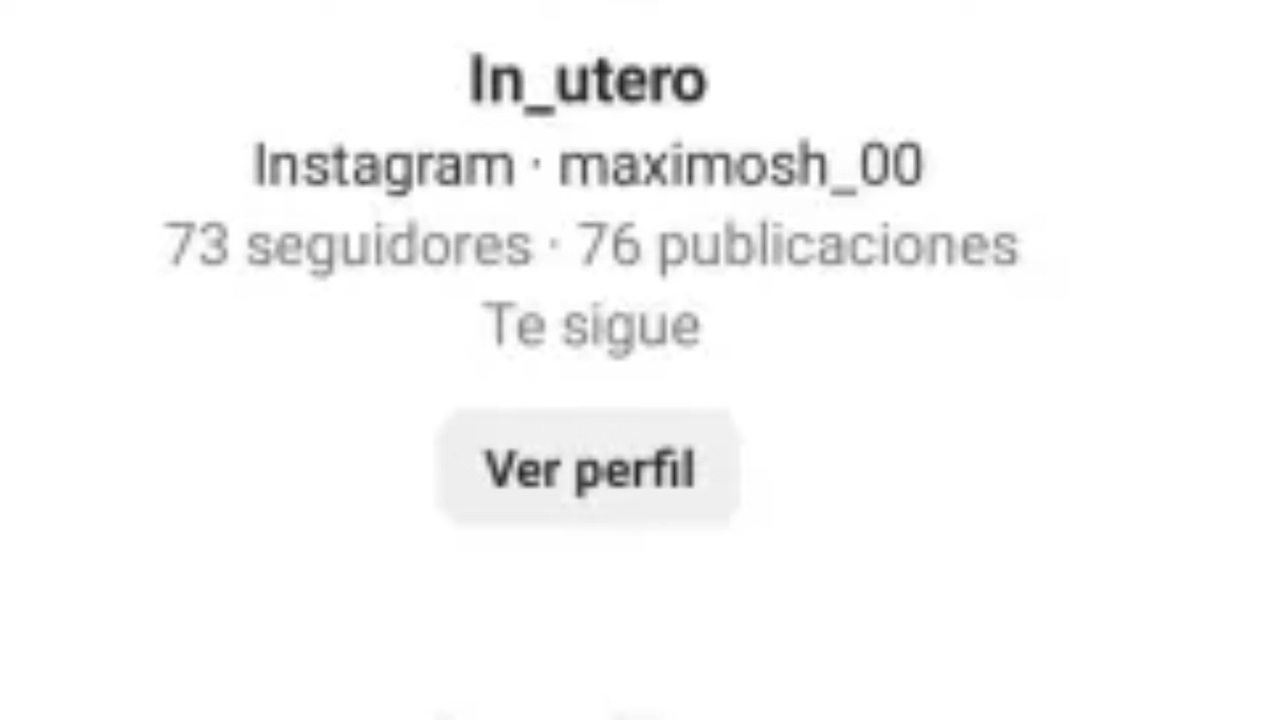 In_utero
Instagram · maximosh_00
73 seguidores · 76 publicaciones
Te sigue
Ver perfil